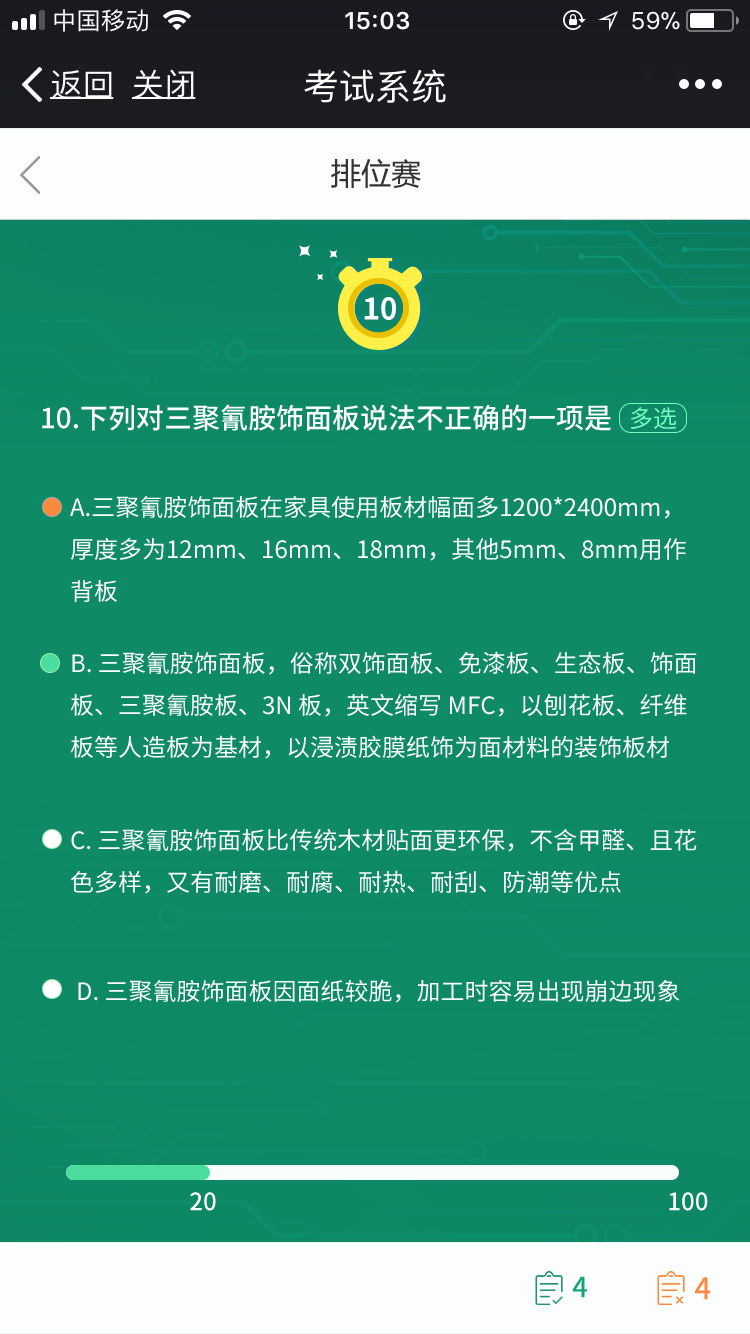 中国移动 15:03 59%
返回 关闭 考试系统
排位赛
10
10.下列对三聚氰胺饰面板说法不正确的一项是 多选
A.三聚氰胺饰面板在家具使用板材幅面多1200*2400mm，
厚度多为12mm、16mm、18mm，其他5mm、8mm用作
背板
B. 三聚氰胺饰面板，俗称双饰面板、免漆板、生态板、饰面
板、三聚氰胺板、3N 板，英文缩写 MFC，以刨花板、纤维
板等人造板为基材，以浸渍胶膜纸饰为面材料的装饰板材
C. 三聚氰胺饰面板比传统木材贴面更环保，不含甲醛、且花
色多样，又有耐磨、耐腐、耐热、耐刮、防潮等优点
D. 三聚氰胺饰面板因面纸较脆，加工时容易出现崩边现象
20 100
4 4